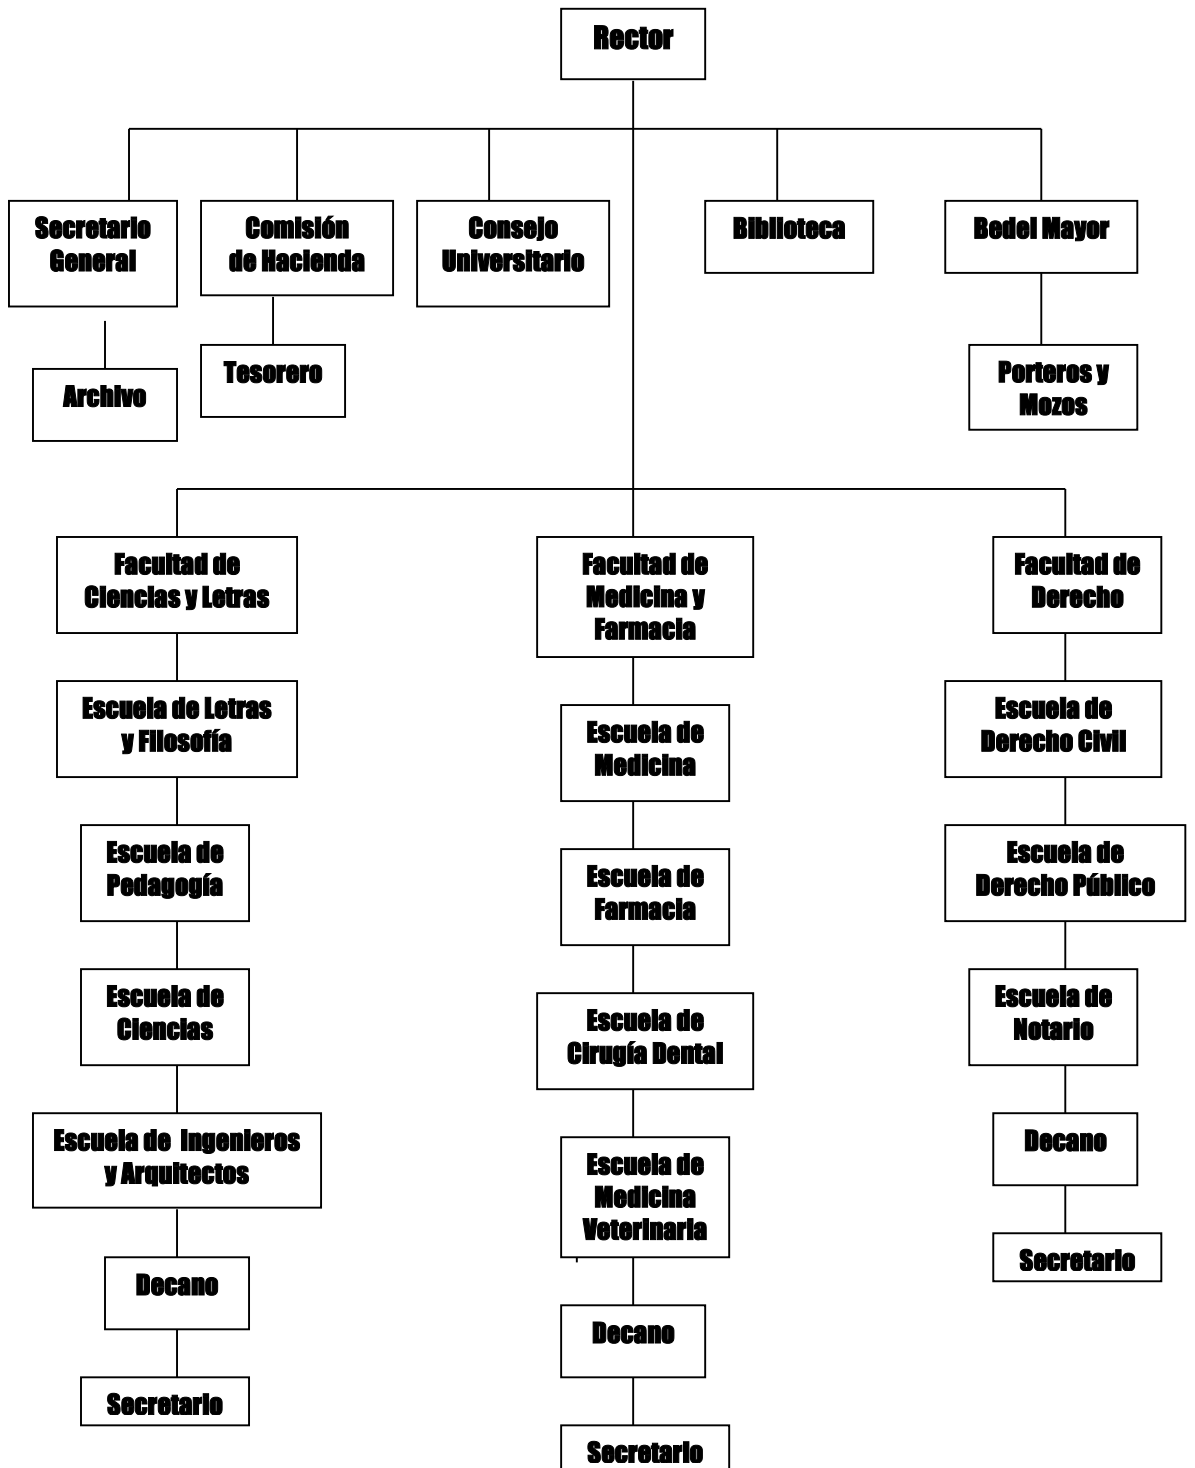 Rector
Secretario
General
Comisión
de Hacienda
Consejo
Universitario
Biblioteca
Bedel Mayor
Archivo
Tesorero
Porteros y
Mozos
Facultad de
Ciencias y Letras
Escuela de Letras
y Filosofía
Escuela de
Pedagogía
Escuela de
Ciencias
Escuela de Ingenieros
y Arquitectos
Decano
Secretario
Facultad de
Medicina y
Farmacia
Escuela de
Medicina
Escuela de
Farmacia
Escuela de
Cirugía Dental
Escuela de
Medicina
Veterinaria
Decano
Secretario
Facultad de
Derecho
Escuela de
Derecho Civil
Escuela de
Derecho Público
Escuela de
Notario
Decano
Secretario